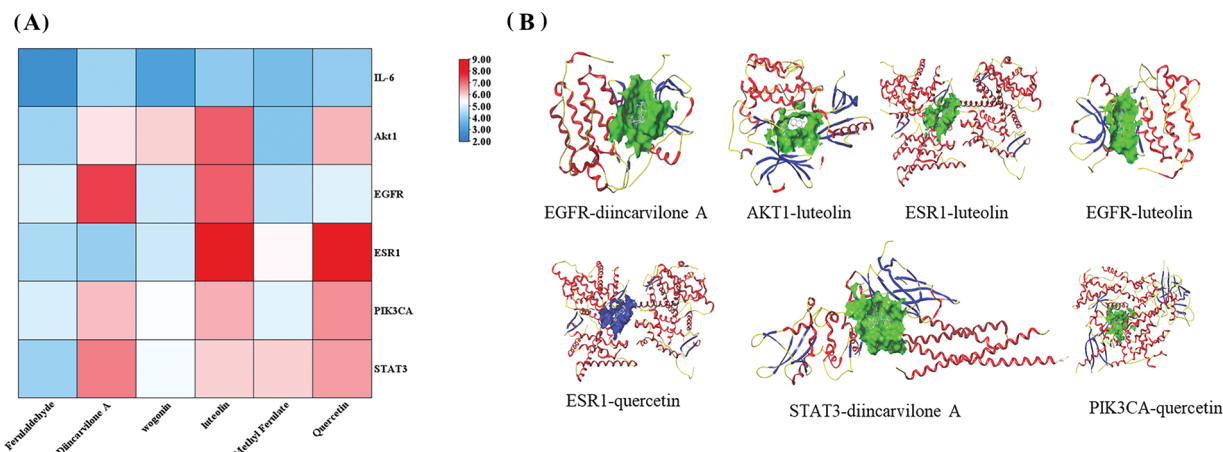 (A)
IL-6
Akt1
EGFR
ESR1
PIK3CA
STAT3
Ferulaldehyde
Diincarvilone A
wogonin
luteolin
Methyl Ferulate
Quercetin
9.00
8.00
7.00
6.00
5.00
4.00
3.00
2.00
(B)
EGFR-diincarvilone A
AKT1-luteolin
ESR1-luteolin
EGFR-luteolin
ESR1-quercetin
STAT3-diincarvilone A
PIK3CA-quercetin